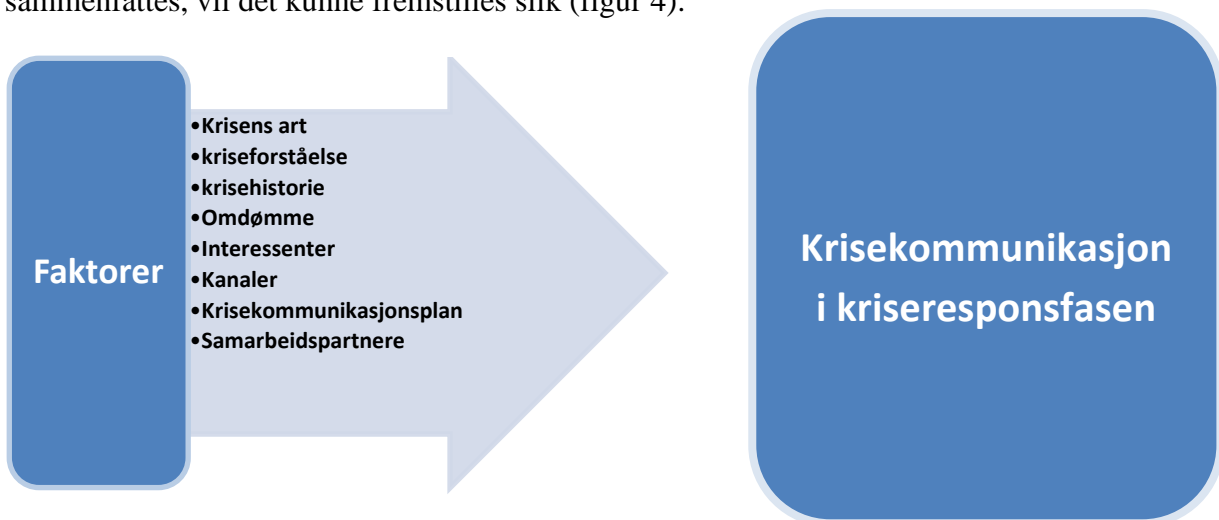 sammenfattes, vil det kunne fremstilles slik (figur 4):
Faktorer
•Krisens art
•kriseforståelse
•krisehistorie
•Omdømme
•Interessenter
•Kanaler
•Krisekommunikasjonsplan
•Samarbeidspartnere
Krisekommunikasjon
i kriseresponsfasen